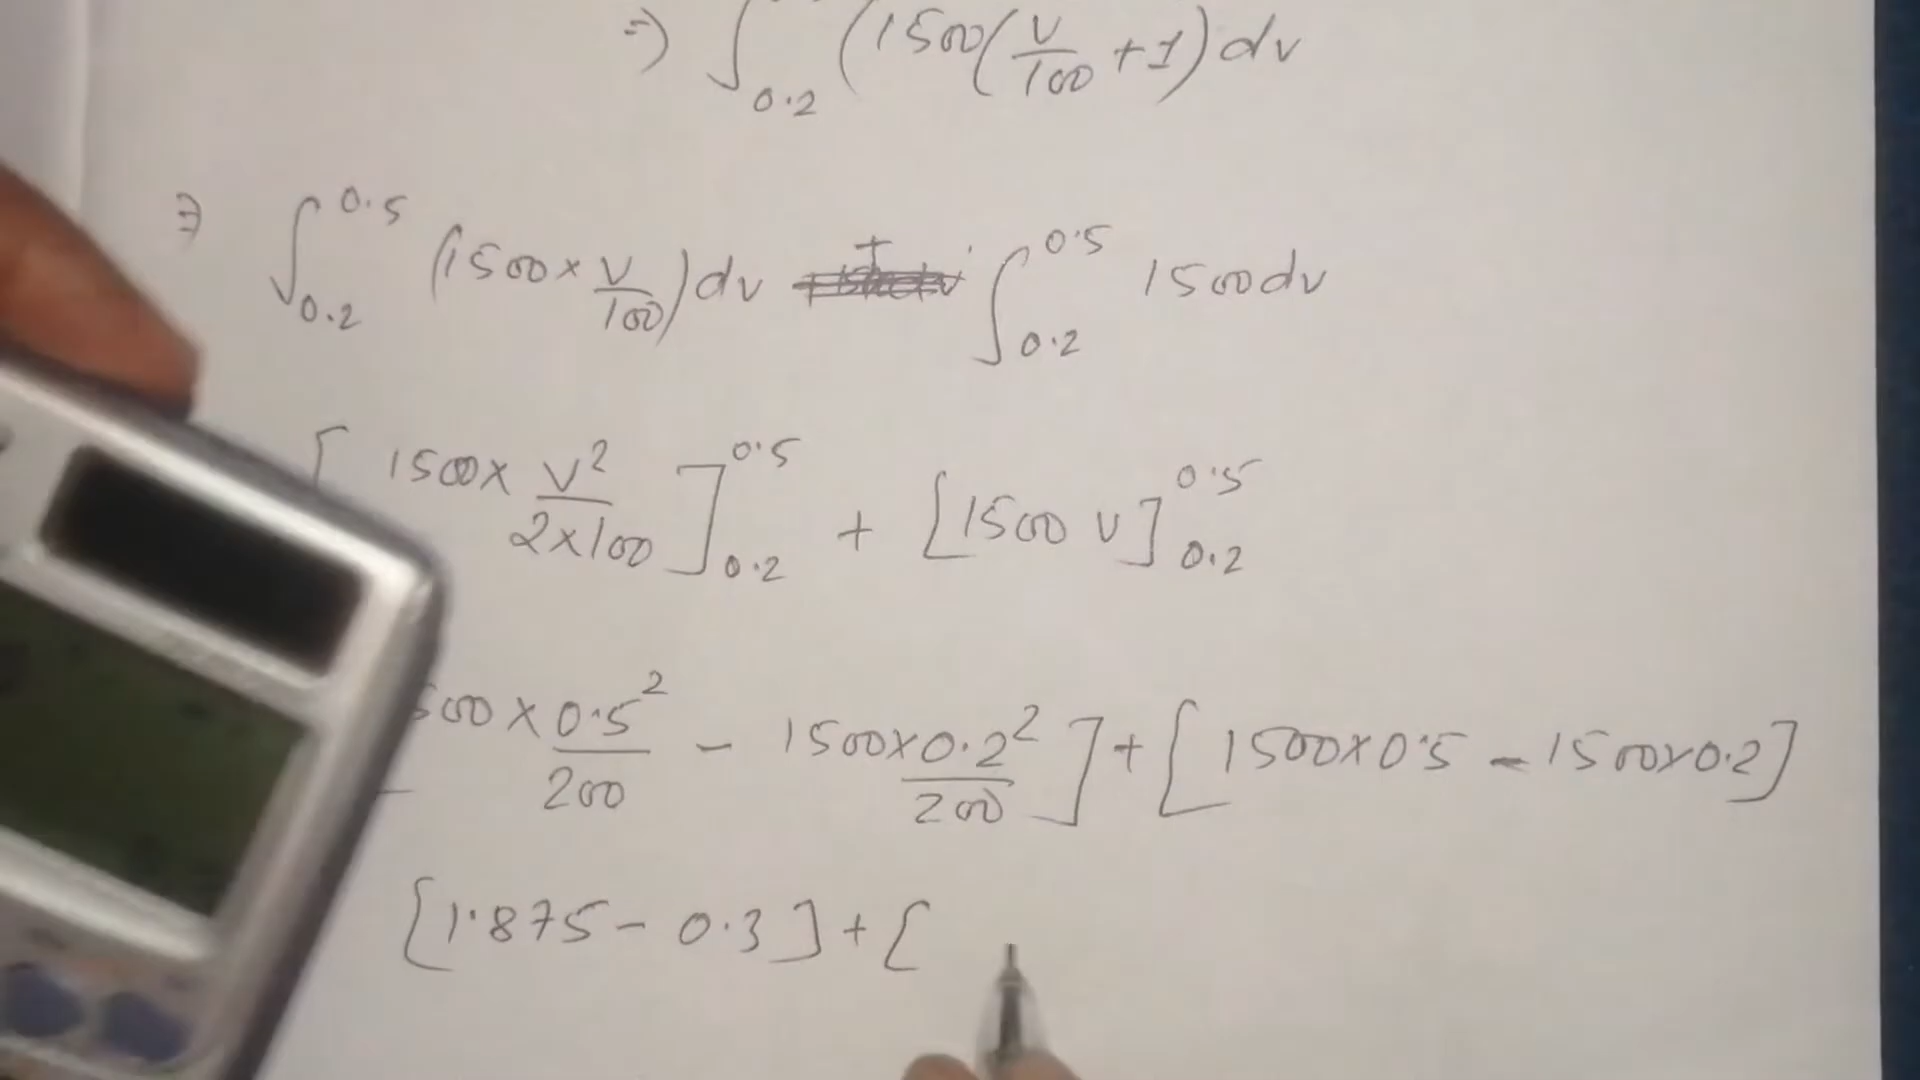 ⇒ ∫_{0.2} (1500(v/100 + 1) dv
⇒ ∫_{0.2}^{0.5} (1500 × v/100) dv + ∫_{0.2}^{0.5} 1500 dv
[1500 × v²/(2×100)]_{0.2}^{0.5} + [1500 v]_{0.2}^{0.5}
500 × 0.5²/200 - 1500×0.2²/200] + [1500×0.5 - 1500×0.2]
[1.875 - 0.3] + [